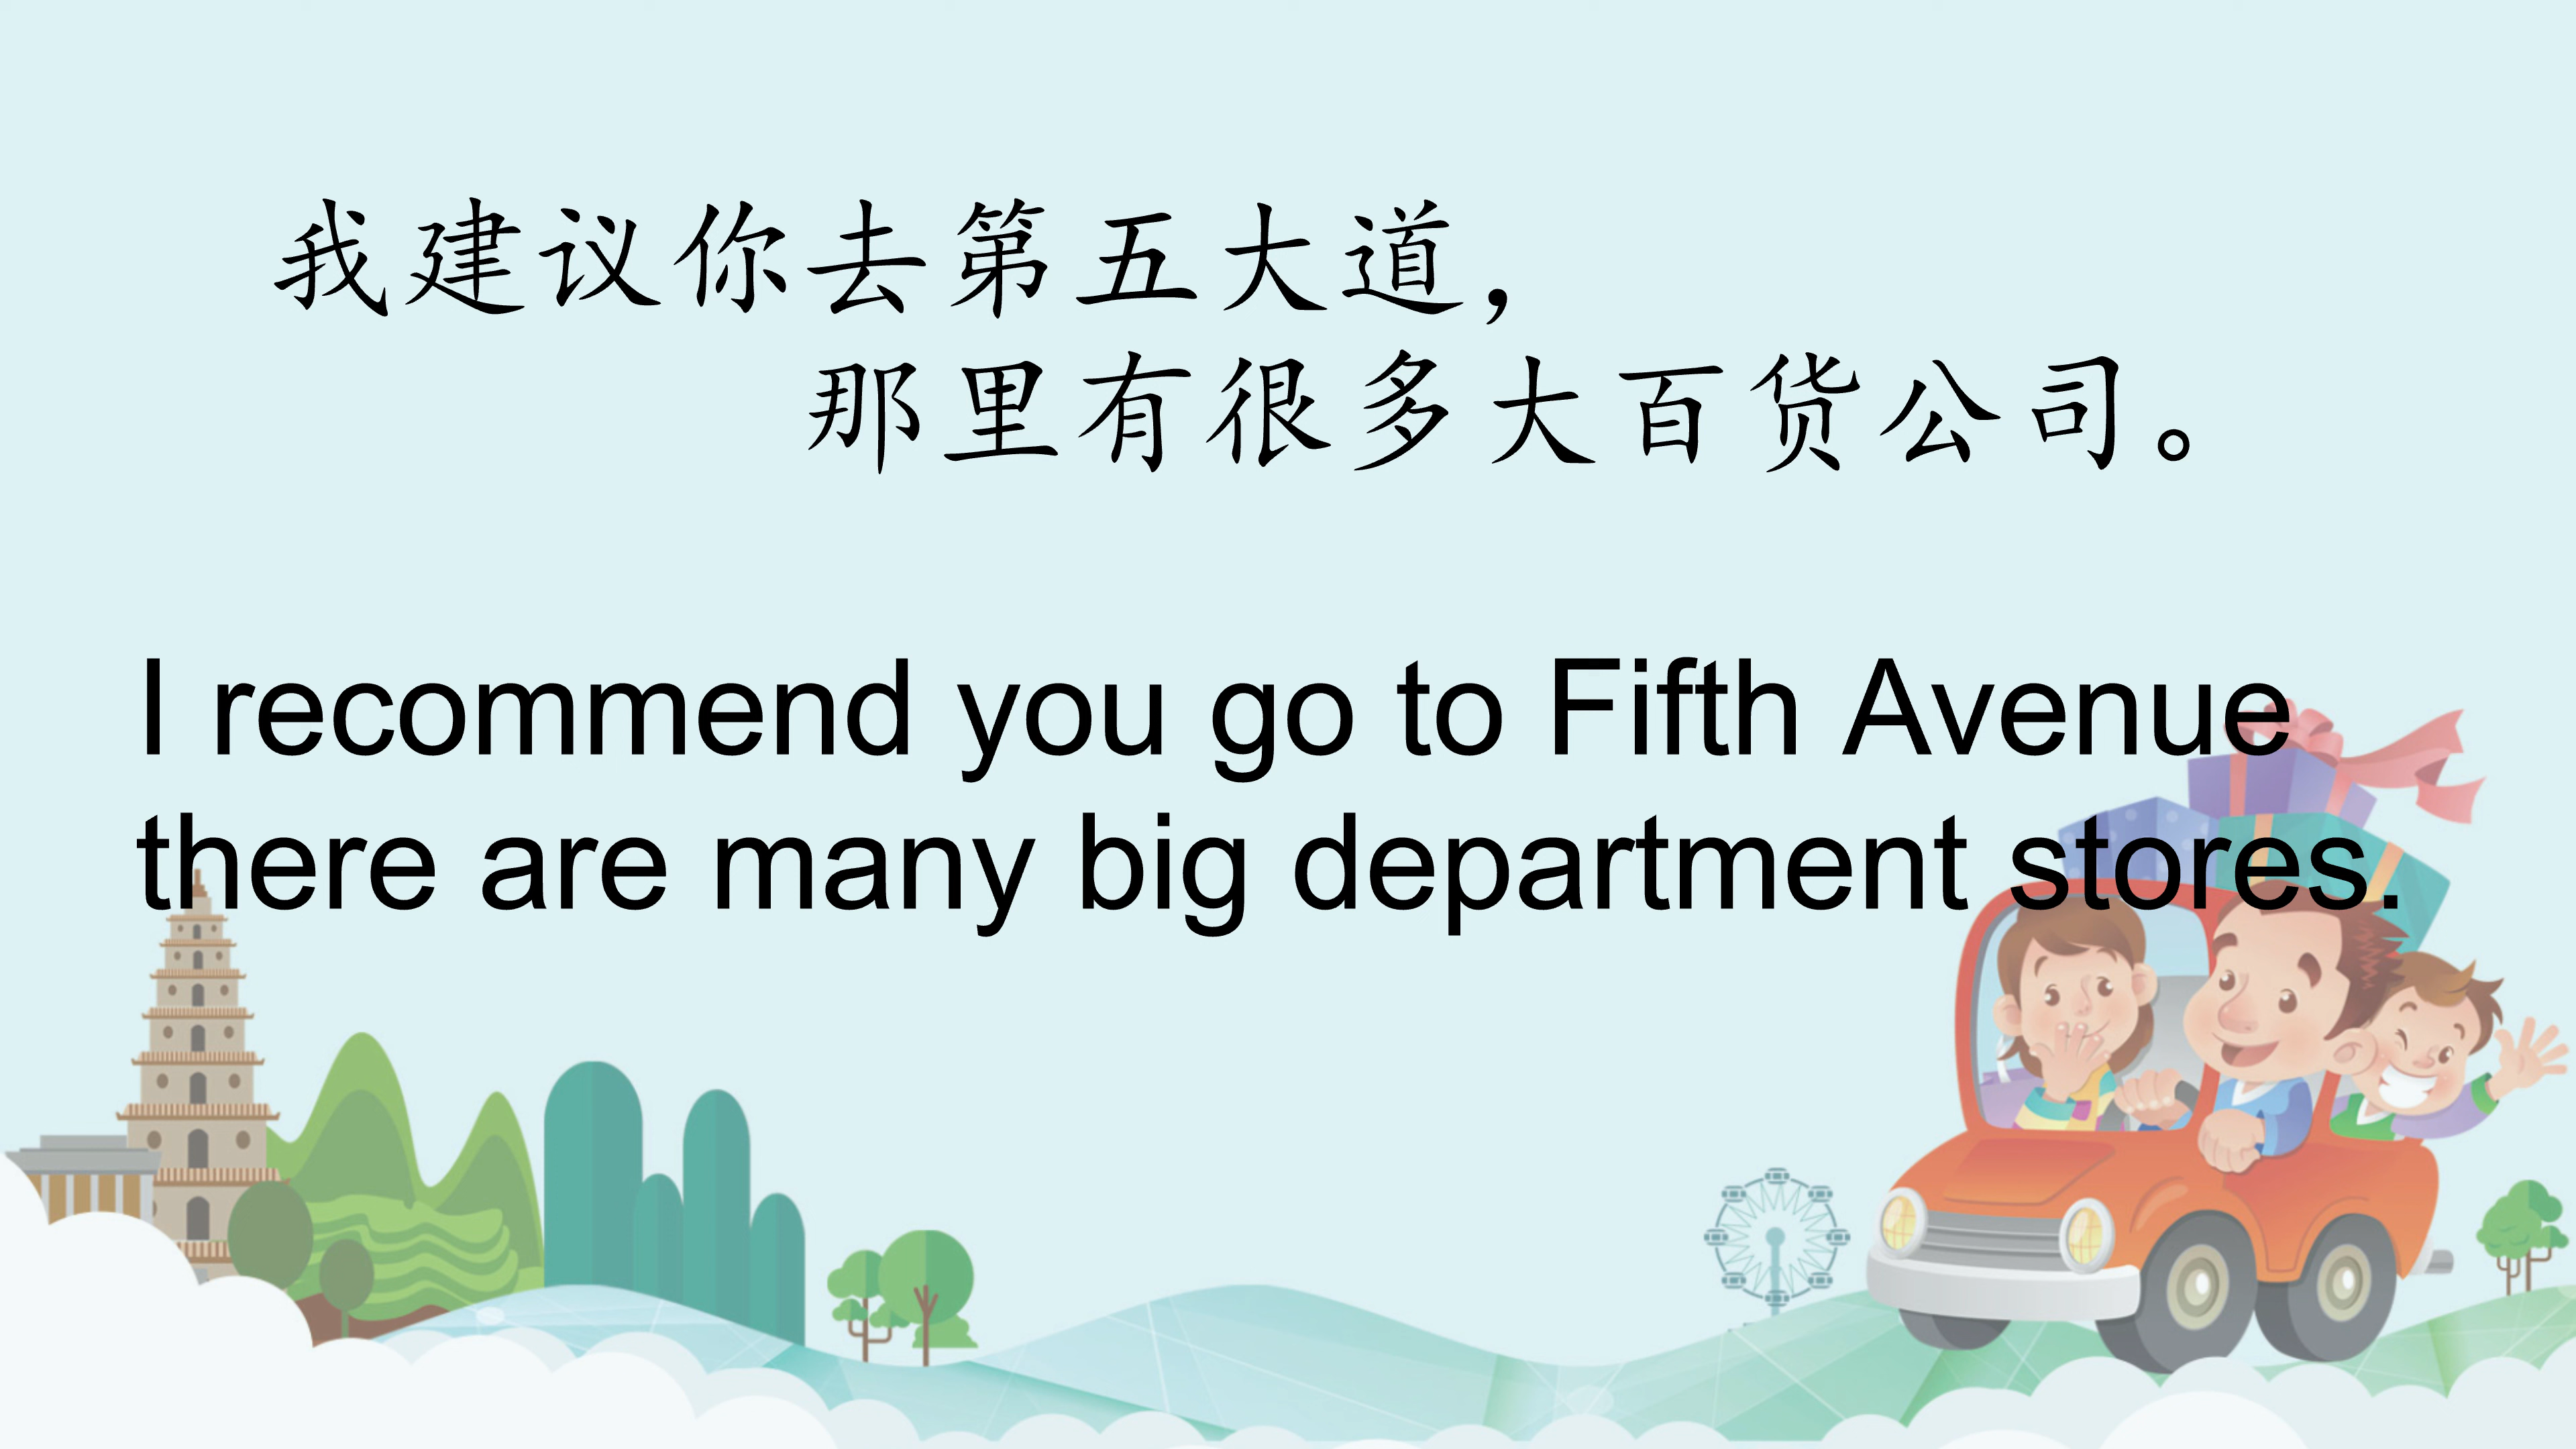 我建议你去第五大道，
那里有很多大百货公司。
I recommend you go to Fifth Avenue
there are many big department stores.